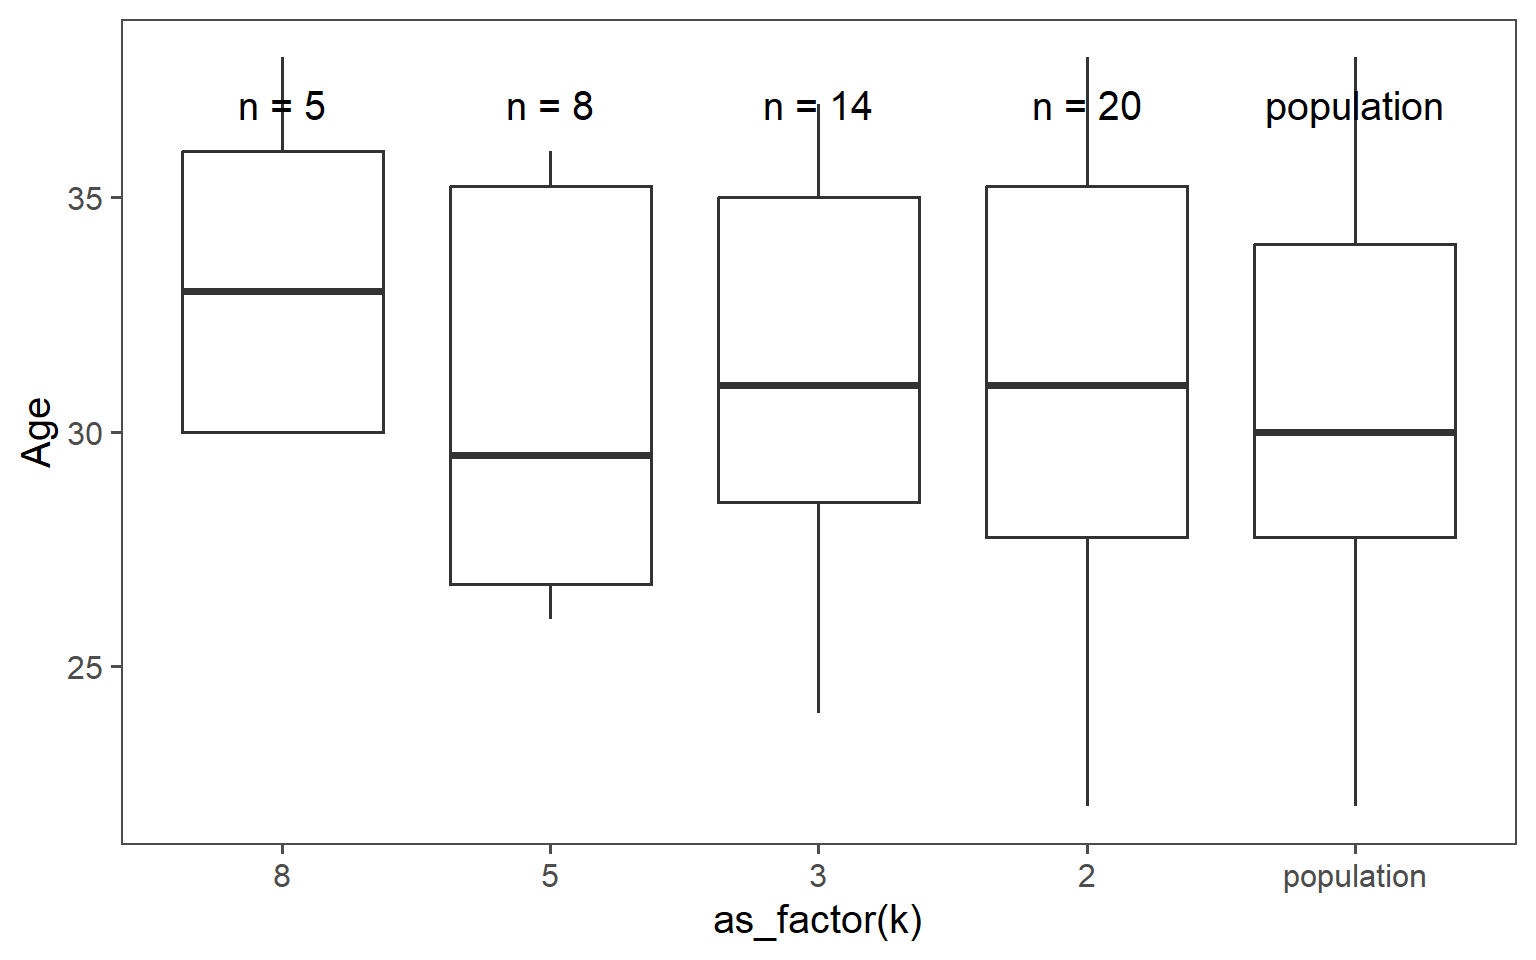 n = 5
n = 8
n = 14
n = 20
population
35
30
25
Age
8
5
3
2
population
as_factor(k)